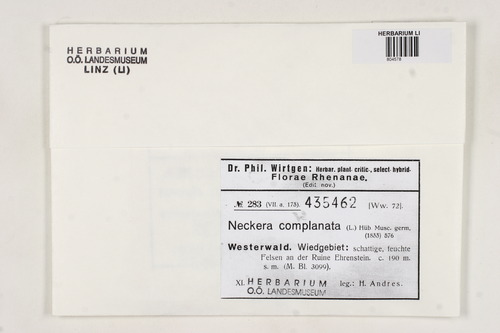 HERBARIUM
O.Ö. LANDESMUSEUM
LINZ (LI)
HERBARIUM LI
804578
Dr. Phil. Wirtgen: Herbar. plant. critic., select. hybrid.
Florae Rhenanae.
(Edit. nov.)
№ 283 (VII. a. 175). 435462 [Ww. 72].
Neckera complanata (L.) Hüb Musc. germ.
(1833) 576
Westerwald. Wiedgebiet: schattige, feuchte
Felsen an der Ruine Ehrenstein. c. 190 m
s. m. (M. Bl. 3099).
XI. HERBARIUM leg.: H. Andres.
O.Ö. LANDESMUSEUM